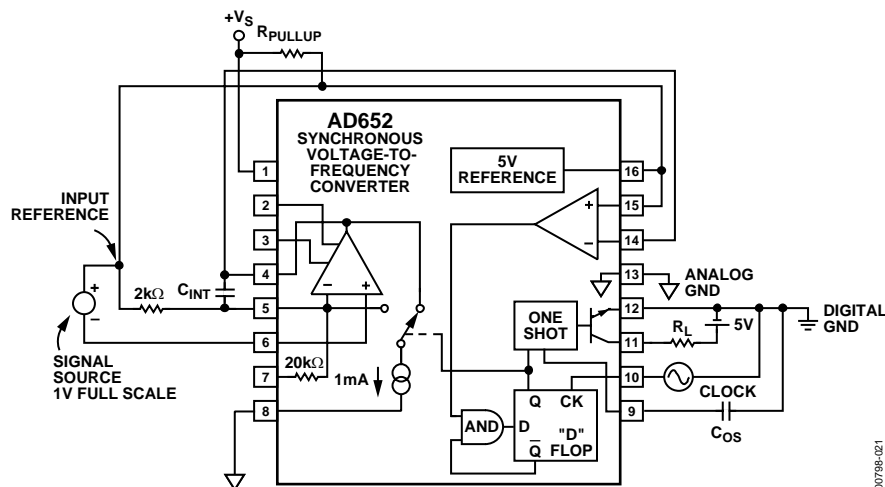 +VS
RPULLUP
AD652
SYNCHRONOUS
VOLTAGE-TO-
FREQUENCY
CONVERTER
5V
REFERENCE
INPUT
REFERENCE
1
2
3
4
5
6
7
8
16
15
14
13
12
11
10
9
+
−
ANALOG
GND
2kΩ
CINT
+
−
− +
ONE
SHOT
RL
5V
DIGITAL
GND
SIGNAL
SOURCE
1V FULL SCALE
20kΩ
1mA
CLOCK
COS
AND
Q CK
D "D"
Q FLOP
00798-021